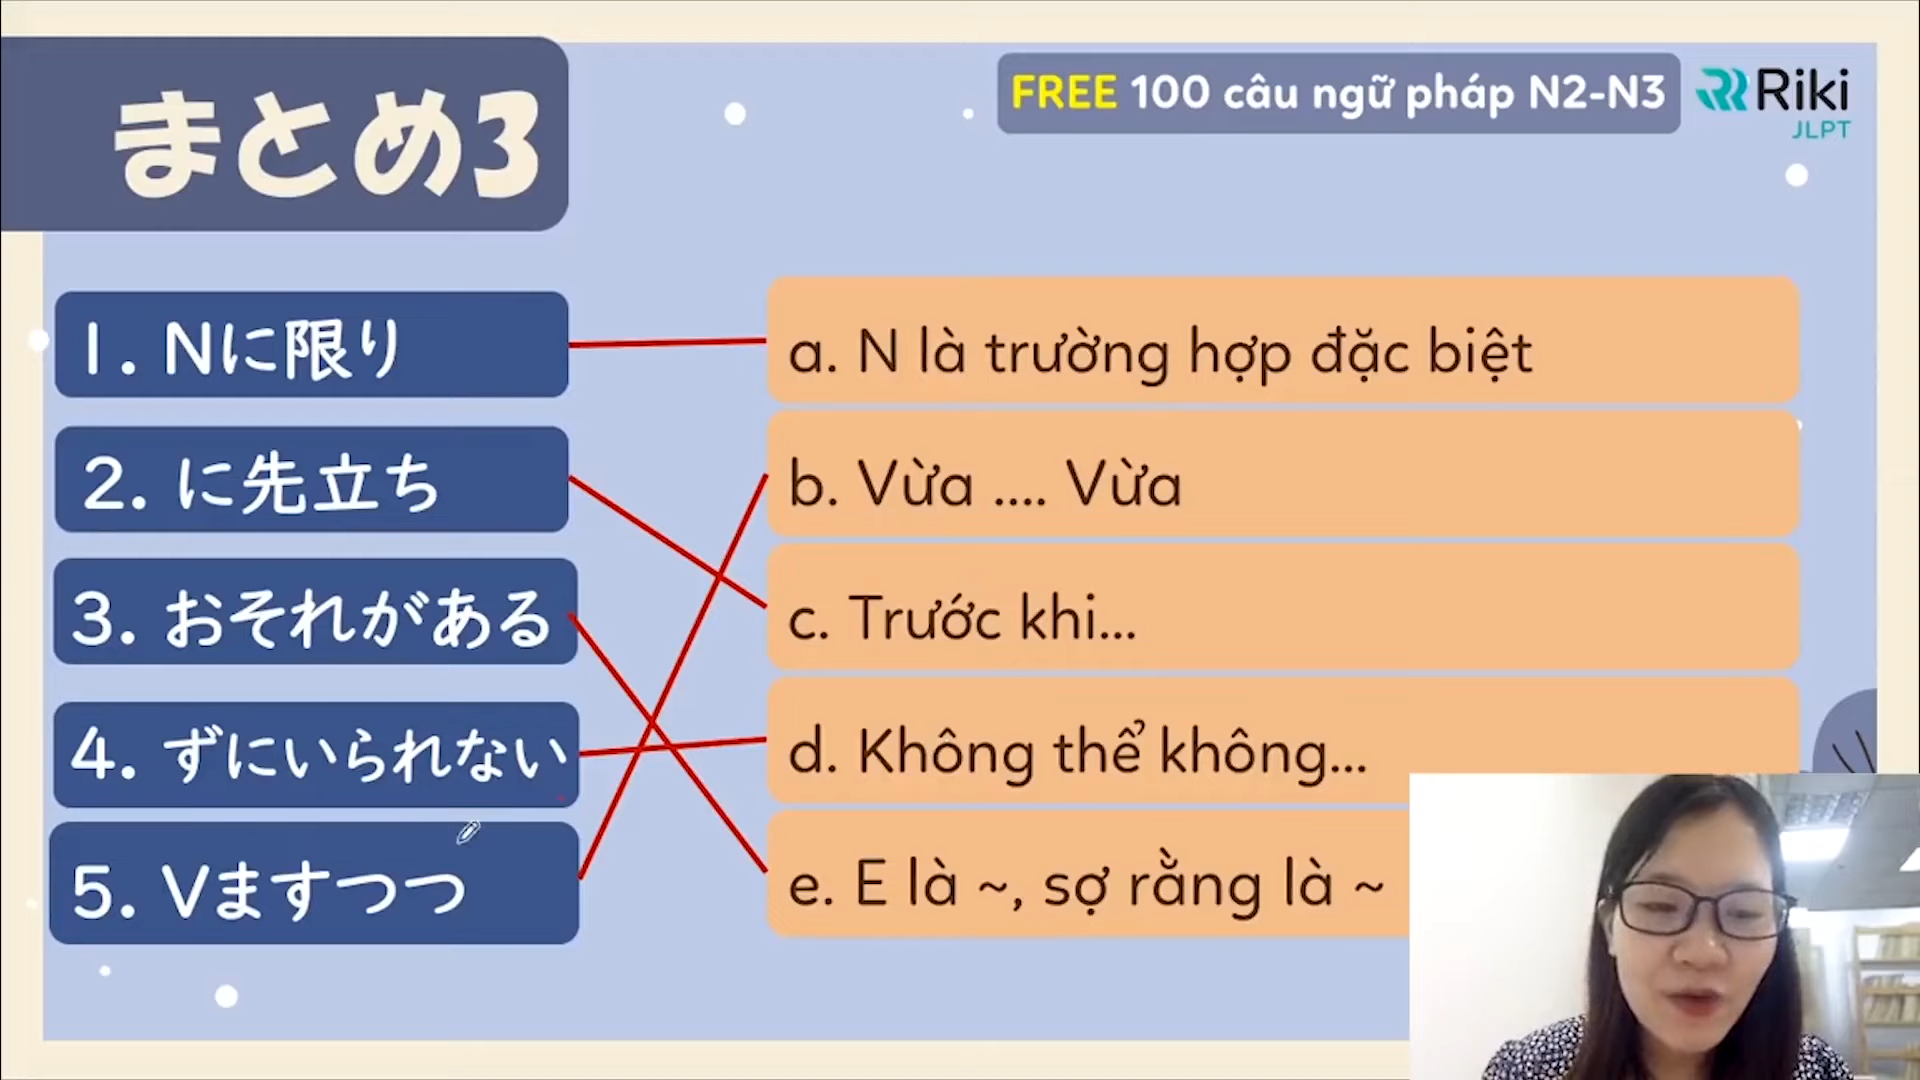 まとめ3
FREE 100 câu ngữ pháp N2-N3
Riki
JLPT
1. Nに限り
a. N là trường hợp đặc biệt
2. に先立ち
b. Vừa .... Vừa
3. おそれがある
c. Trước khi...
4. ずにいられない
d. Không thể không...
5. Vますつつ
e. E là ~, sợ rằng là ~